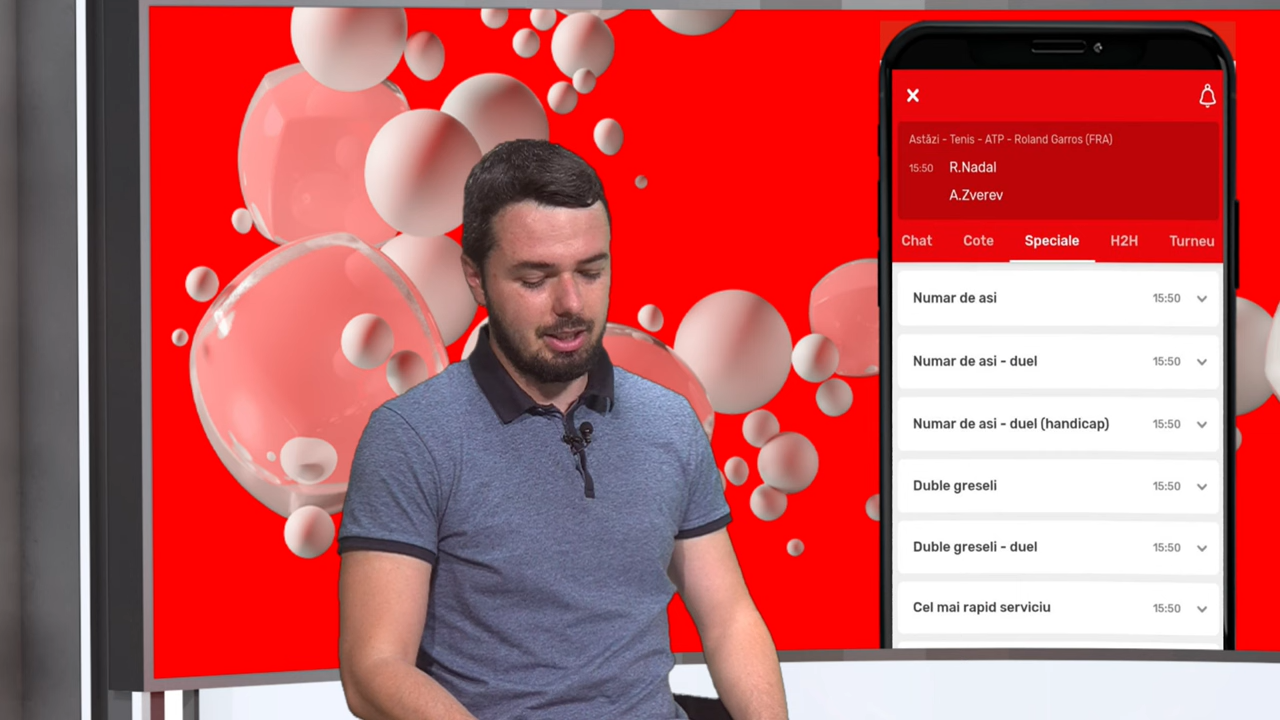 Astăzi - Tenis - ATP - Roland Garros (FRA)
15:50 R.Nadal
A.Zverev
Chat Cote Speciale H2H Turneu
Numar de asi 15:50
Numar de asi - duel 15:50
Numar de asi - duel (handicap) 15:50
Duble greseli 15:50
Duble greseli - duel 15:50
Cel mai rapid serviciu 15:50